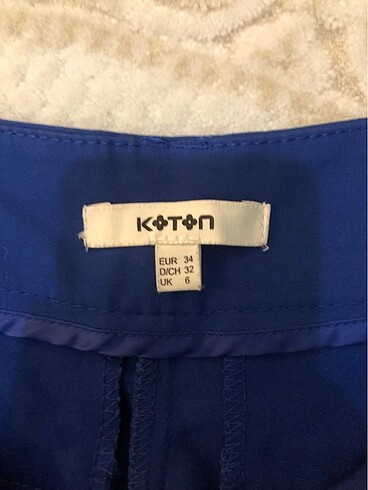 KOTON
EUR 34
D/CH 32
UK 6